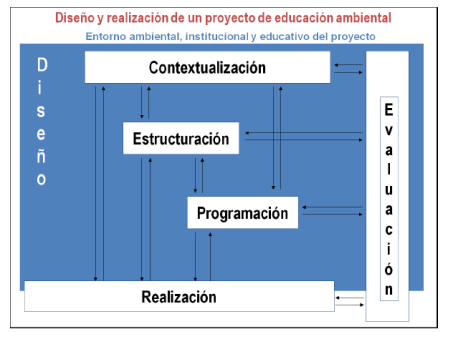 Diseño y realización de un proyecto de educación ambiental
Entorno ambiental, institucional y educativo del proyecto
Diseño
Contextualización
Estructuración
Programación
Realización
Evaluación